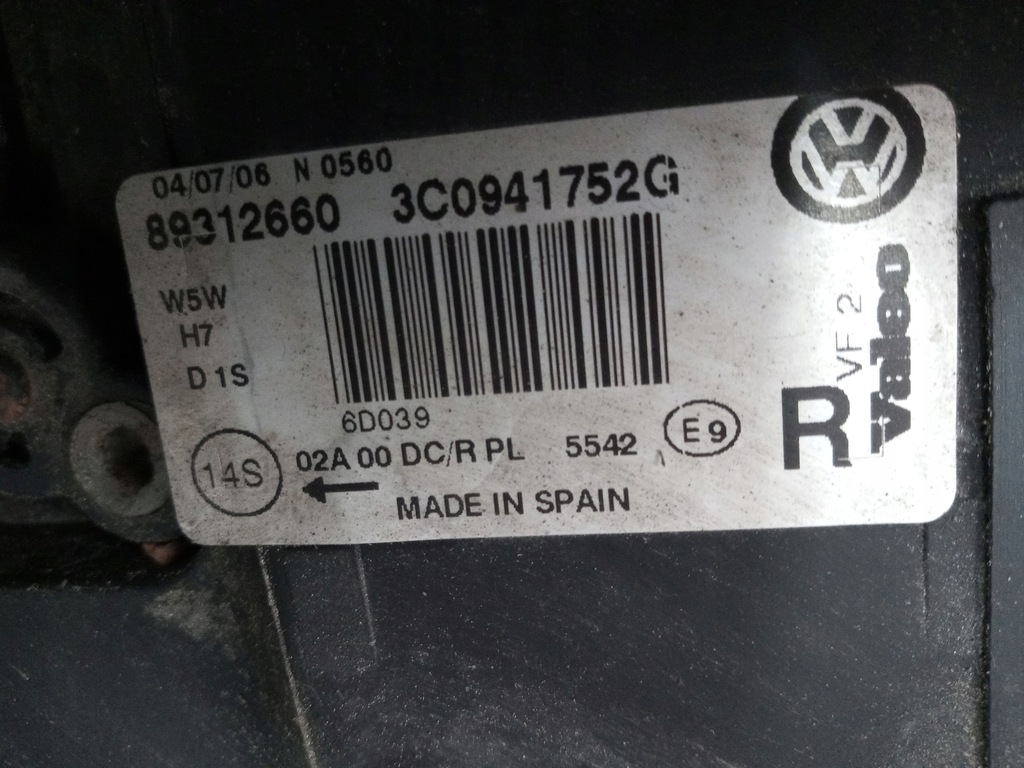 04/07/06 N 0560
89312660 3C0941752G
W5W
H7
D1S
6D039
14S
02A 00 DC/R PL 5542 E9
MADE IN SPAIN
R
VF 2
Valeo